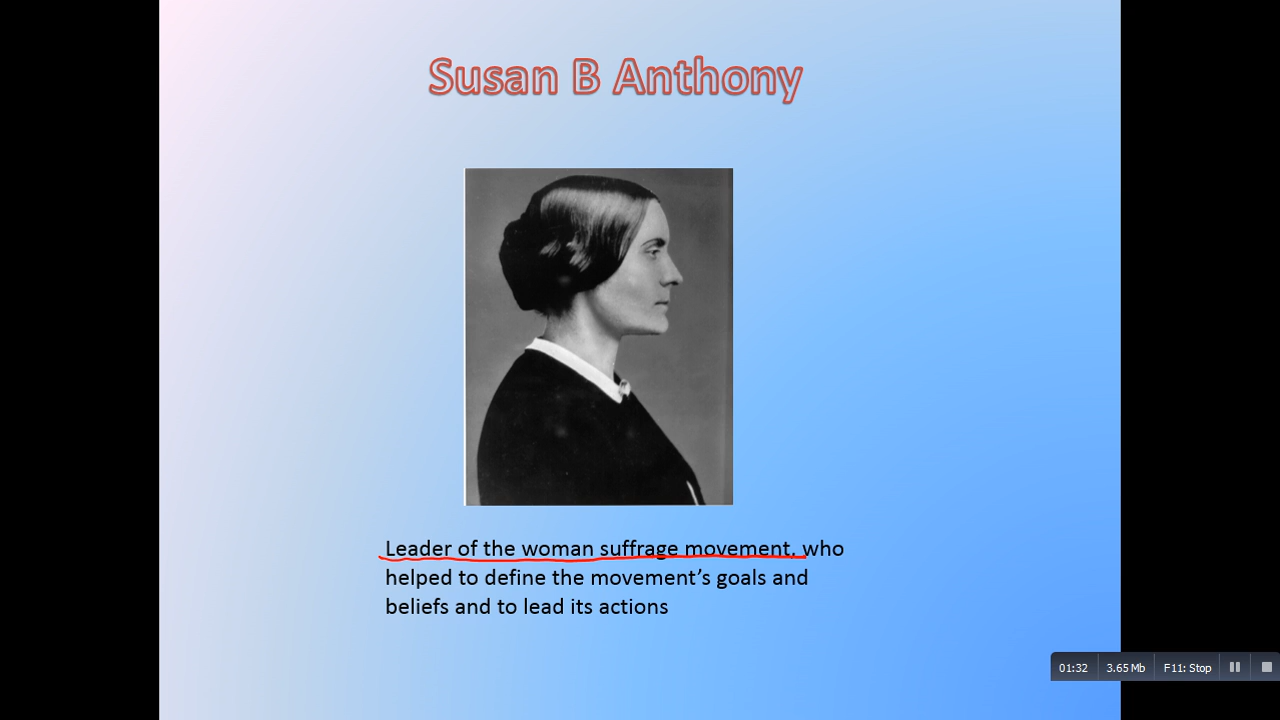 Susan B Anthony
Leader of the woman suffrage movement, who
helped to define the movement’s goals and
beliefs and to lead its actions
01:32 3.65 Mb F11: Stop